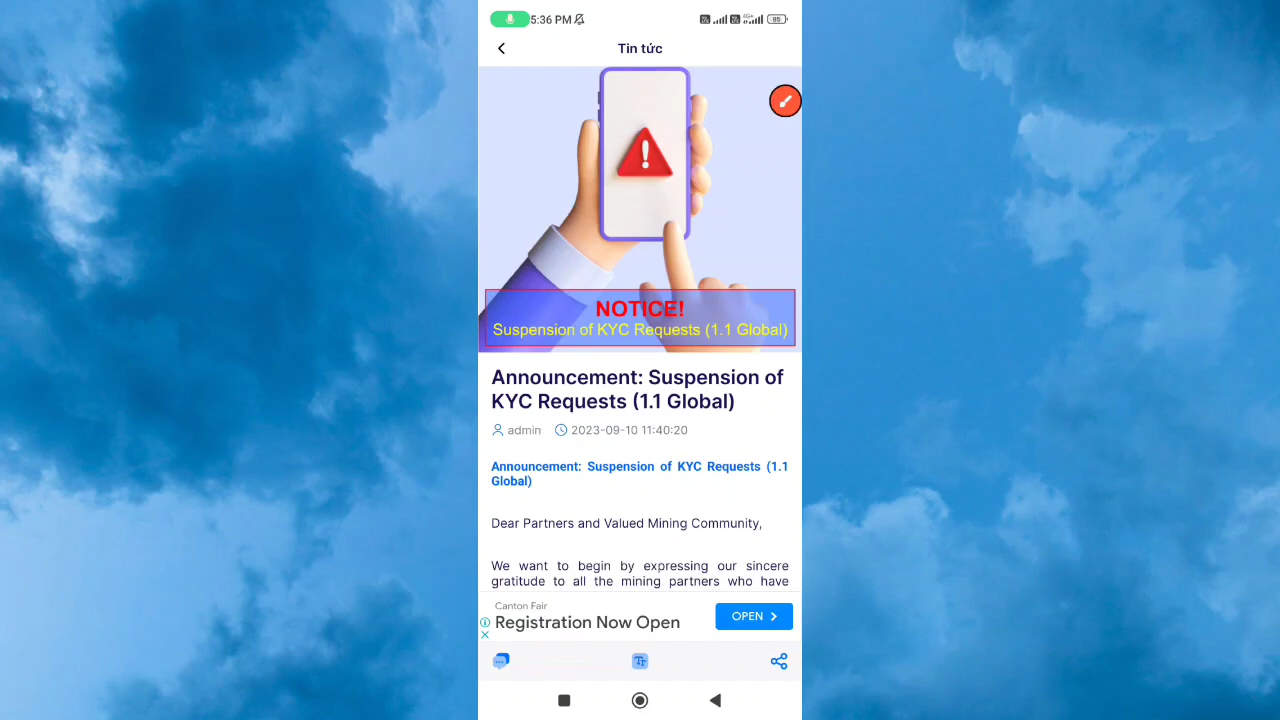 5:36 PM
4G+
85
Tin tức
NOTICE!
Suspension of KYC Requests (1.1 Global)
Announcement: Suspension of
KYC Requests (1.1 Global)
admin 2023-09-10 11:40:20
Announcement: Suspension of KYC Requests (1.1
Global)
Dear Partners and Valued Mining Community,
We want to begin by expressing our sincere
gratitude to all the mining partners who have
Canton Fair
Registration Now Open
OPEN
Tт